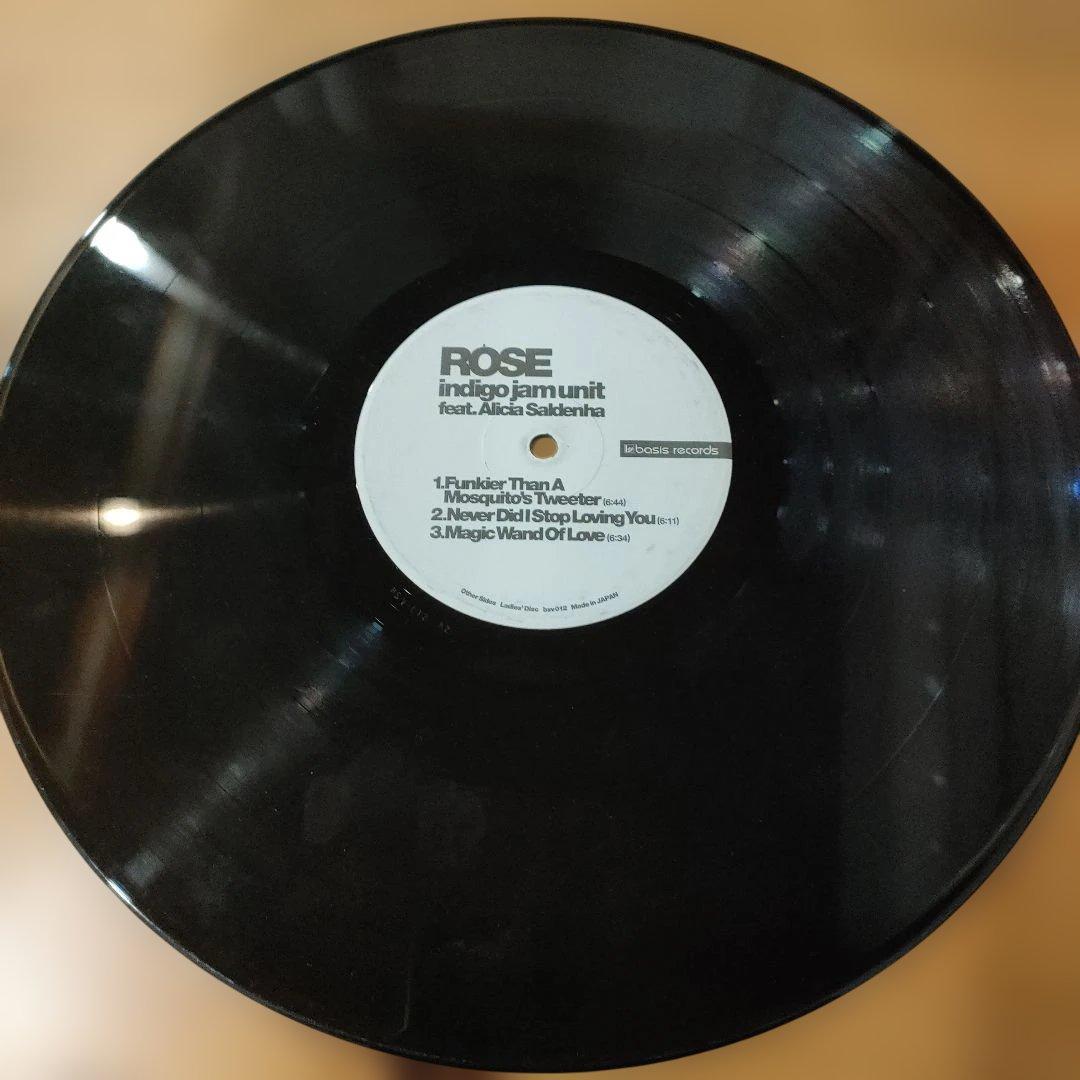 ROSE
indigo jam unit
feat. Alicia Saldenha
basis records
1.Funkier Than A
Mosquito's Tweeter (6:44)
2.Never Did I Stop Loving You (6:11)
3.Magic Wand Of Love (6:34)
Other Sides Ladies' Disc bsv012 Made in JAPAN